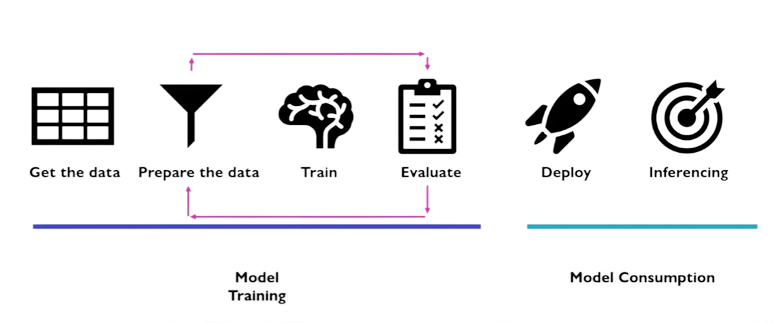 Get the data
Prepare the data
Train
Evaluate
Deploy
Inferencing
Model
Training
Model Consumption